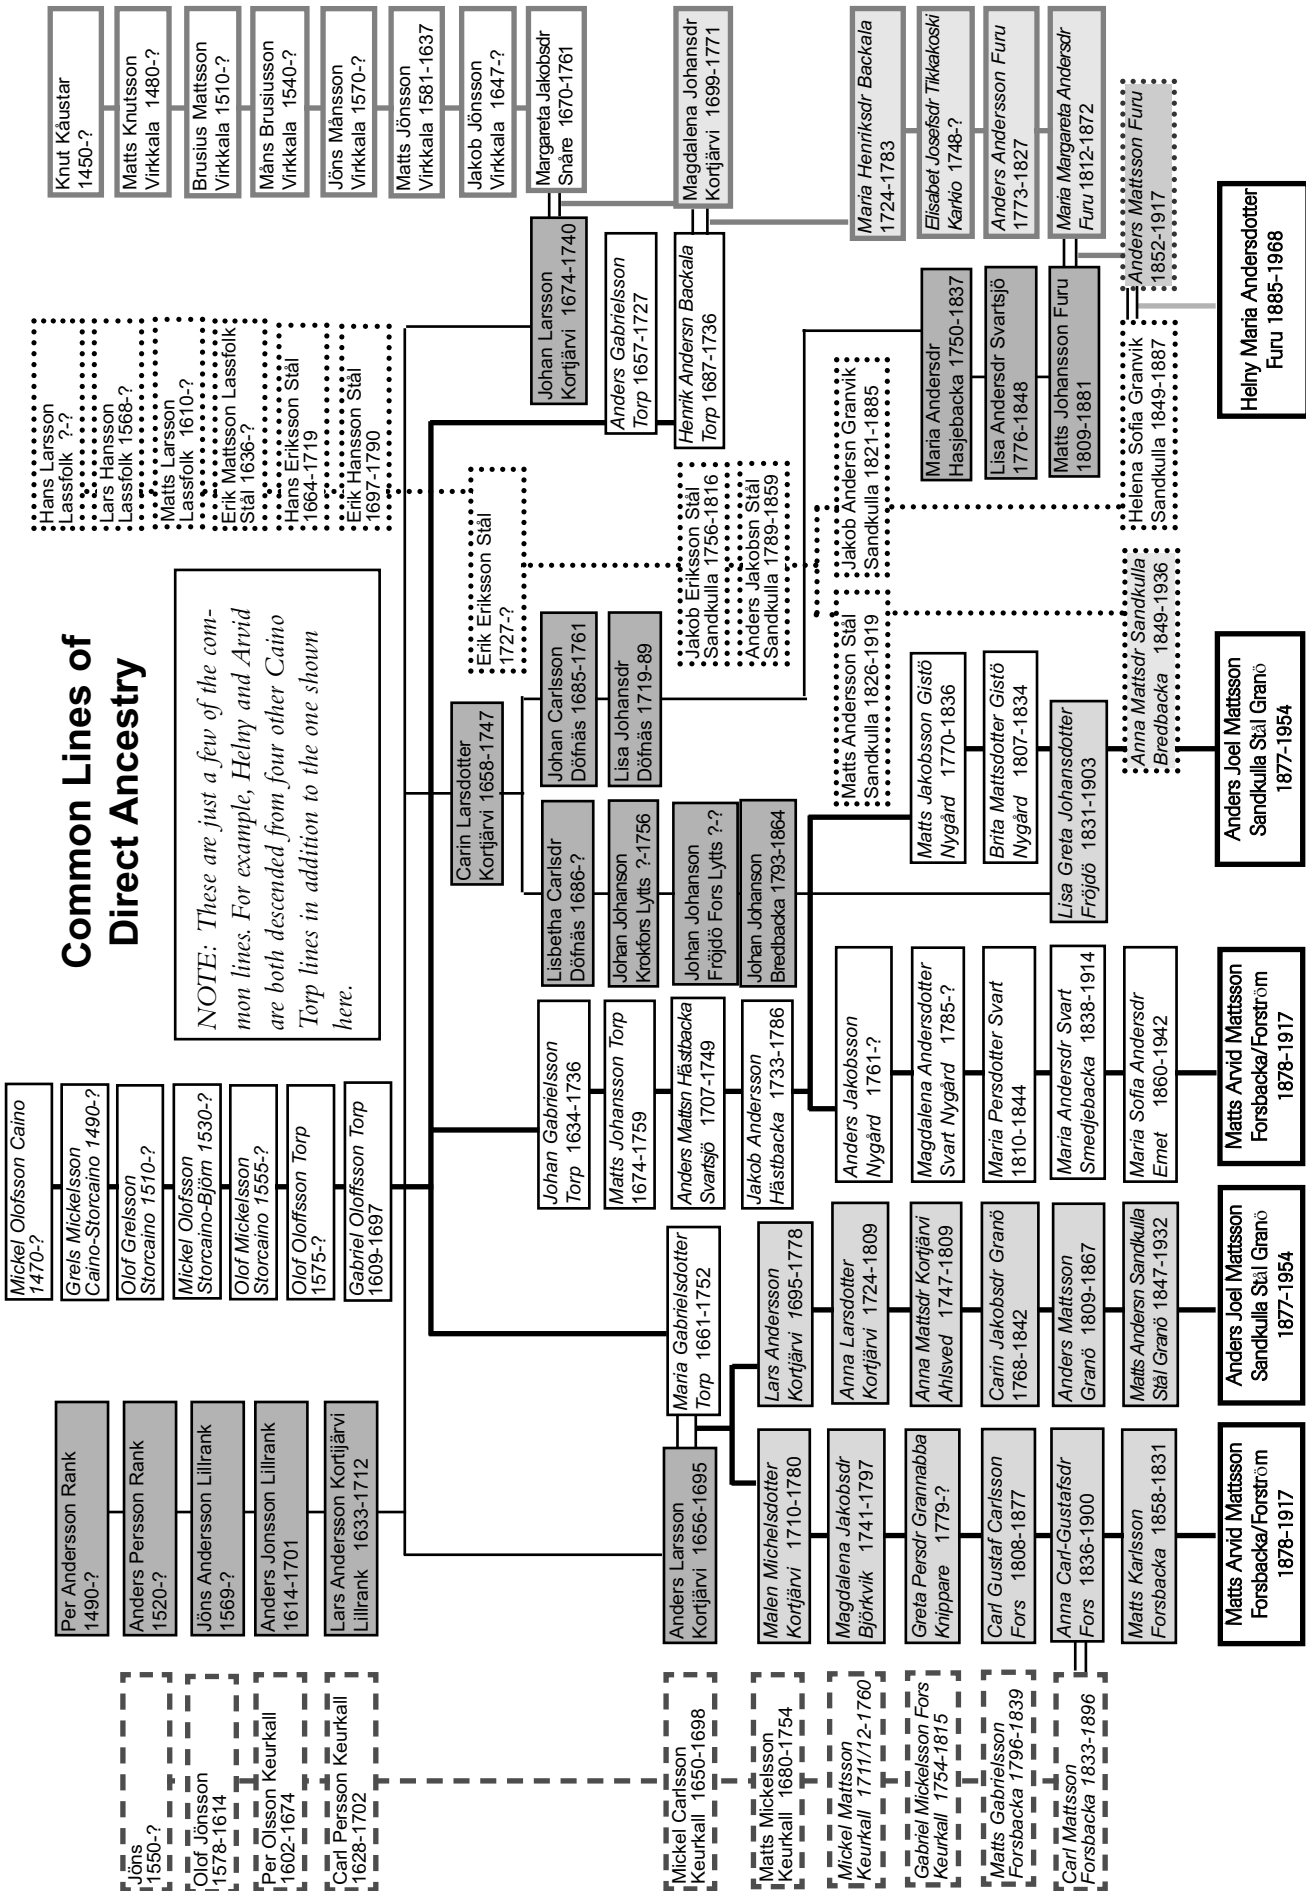 Common Lines of
Direct Ancestry
NOTE: These are just a few of the com-
mon lines. For example, Helny and Arvid
are both descended from four other Caino
Torp lines in addition to the one shown
here.
Jöns
1550-?
Olof Jönsson
1578-1614
Per Olsson Keurkall
1602-1674
Carl Persson Keurkall
1628-1702
Mickel Carlsson
Keurkall 1650-1698
Matts Mickelsson
Keurkall 1680-1754
Mickel Mattsson
Keurkall 1711/12-1760
Gabriel Mickelsson Fors
Keurkall 1754-1815
Matts Gabrielsson
Forsbacka 1796-1839
Carl Mattsson
Forsbacka 1833-1896
Per Andersson Rank
1490-?
Anders Persson Rank
1520-?
Jöns Andersson Lillrank
1569-?
Anders Jonsson Lillrank
1614-1701
Lars Andersson Kortijärvi
Lillrank 1633-1712
Anders Larsson
Kortjärvi 1656-1695
Maria Gabrielsdotter
Torp 1661-1752
Malen Michelsdotter
Kortjärvi 1710-1780
Magdalena Jakobsdr
Björkvik 1741-1797
Greta Persdr Grannabba
Knippare 1779-?
Carl Gustaf Carlsson
Fors 1808-1877
Anna Carl-Gustafsdr
Fors 1836-1900
Matts Karlsson
Forsbacka 1858-1831
Matts Arvid Mattsson
Forsbacka/Forström
1878-1917
Lars Andersson
Kortjärvi 1695-1778
Anna Larsdotter
Kortjärvi 1724-1809
Anna Mattsdr Kortjärvi
Ahlsved 1747-1809
Carin Jakobsdr Granö
1768-1842
Anders Mattsson
Granö 1809-1867
Matts Andersn Sandkulla
Stål Granö 1847-1932
Anders Joel Mattsson
Sandkulla Stål Granö
1877-1954
Mickel Olofsson Caino
1470-?
Grels Mickelsson
Caino-Storcaino 1490-?
Olof Grelsson
Storcaino 1510-?
Mickel Olofsson
Storcaino-Björn 1530-?
Olof Mickelsson
Storcaino 1555-?
Olof Oloffsson Torp
1575-?
Gabriel Oloffsson Torp
1609-1697
Johan Gabrielsson
Torp 1634-1736
Matts Johansson Torp
1674-1759
Anders Mattsn Hästbacka
Svartsjö 1707-1749
Jakob Andersson
Hästbacka 1733-1786
Anders Jakobsson
Nygård 1761-?
Magdalena Andersdotter
Svart Nygård 1785-?
Maria Persdotter Svart
1810-1844
Maria Andersdr Svart
Smedjebacka 1838-1914
Maria Sofia Andersdr
Emet 1860-1942
Matts Arvid Mattsson
Forsbacka/Forström
1878-1917
Carin Larsdotter
Kortjärvi 1658-1747
Lisbetha Carlsdr
Döfnäs 1686-?
Johan Johanson
Krokfors Lytts ?-1756
Johan Johanson
Fröjdö Fors Lytts ?-?
Johan Johanson
Bredbacka 1793-1864
Johan Carlsson
Döfnäs 1685-1761
Lisa Johansdr
Döfnäs 1719-89
Matts Jakobsson Gistö
Nygård 1770-1836
Brita Mattsdotter Gistö
Nygård 1807-1834
Lisa Greta Johansdotter
Fröjdö 1831-1903
Anna Mattsdr Sandkulla
Bredbacka 1849-1936
Anders Joel Mattsson
Sandkulla Stål Granö
1877-1954
Hans Larsson
Lassfolk ?-?
Lars Hansson
Lassfolk 1568-?
Matts Larsson
Lassfolk 1610-?
Erik Mattsson Lassfolk
Stål 1636-?
Hans Eriksson Stål
1664-1719
Erik Hansson Stål
1697-1790
Erik Eriksson Stål
1727-?
Jakob Eriksson Stål
Sandkulla 1756-1816
Anders Jakobsn Stål
Sandkulla 1789-1859
Matts Andersson Stål
Sandkulla 1826-1919
Jakob Andersn Granvik
Sandkulla 1821-1885
Helena Sofia Granvik
Sandkulla 1849-1887
Johan Larsson
Kortjärvi 1674-1740
Anders Gabrielsson
Torp 1657-1727
Henrik Andersn Backala
Torp 1687-1736
Maria Andersdr
Hasjebacka 1750-1837
Lisa Andersdr Svartsjö
1776-1848
Matts Johansson Furu
1809-1881
Knut Kåustar
1450-?
Matts Knutsson
Virkkala 1480-?
Brusius Mattsson
Virkkala 1510-?
Måns Brusiusson
Virkkala 1540-?
Jöns Månsson
Virkkala 1570-?
Matts Jönsson
Virkkala 1581-1637
Jakob Jönsson
Virkkala 1647-?
Margareta Jakobsdr
Snåre 1670-1761
Magdalena Johansdr
Kortjärvi 1699-1771
Maria Henriksdr Backala
1724-1783
Elisabet Josefsdr Tikkakoski
Karkio 1748-?
Anders Andersson Furu
1773-1827
Maria Margareta Andersdr
Furu 1812-1872
Anders Mattsson Furu
1852-1917
Helny Maria Andersdotter
Furu 1885-1968